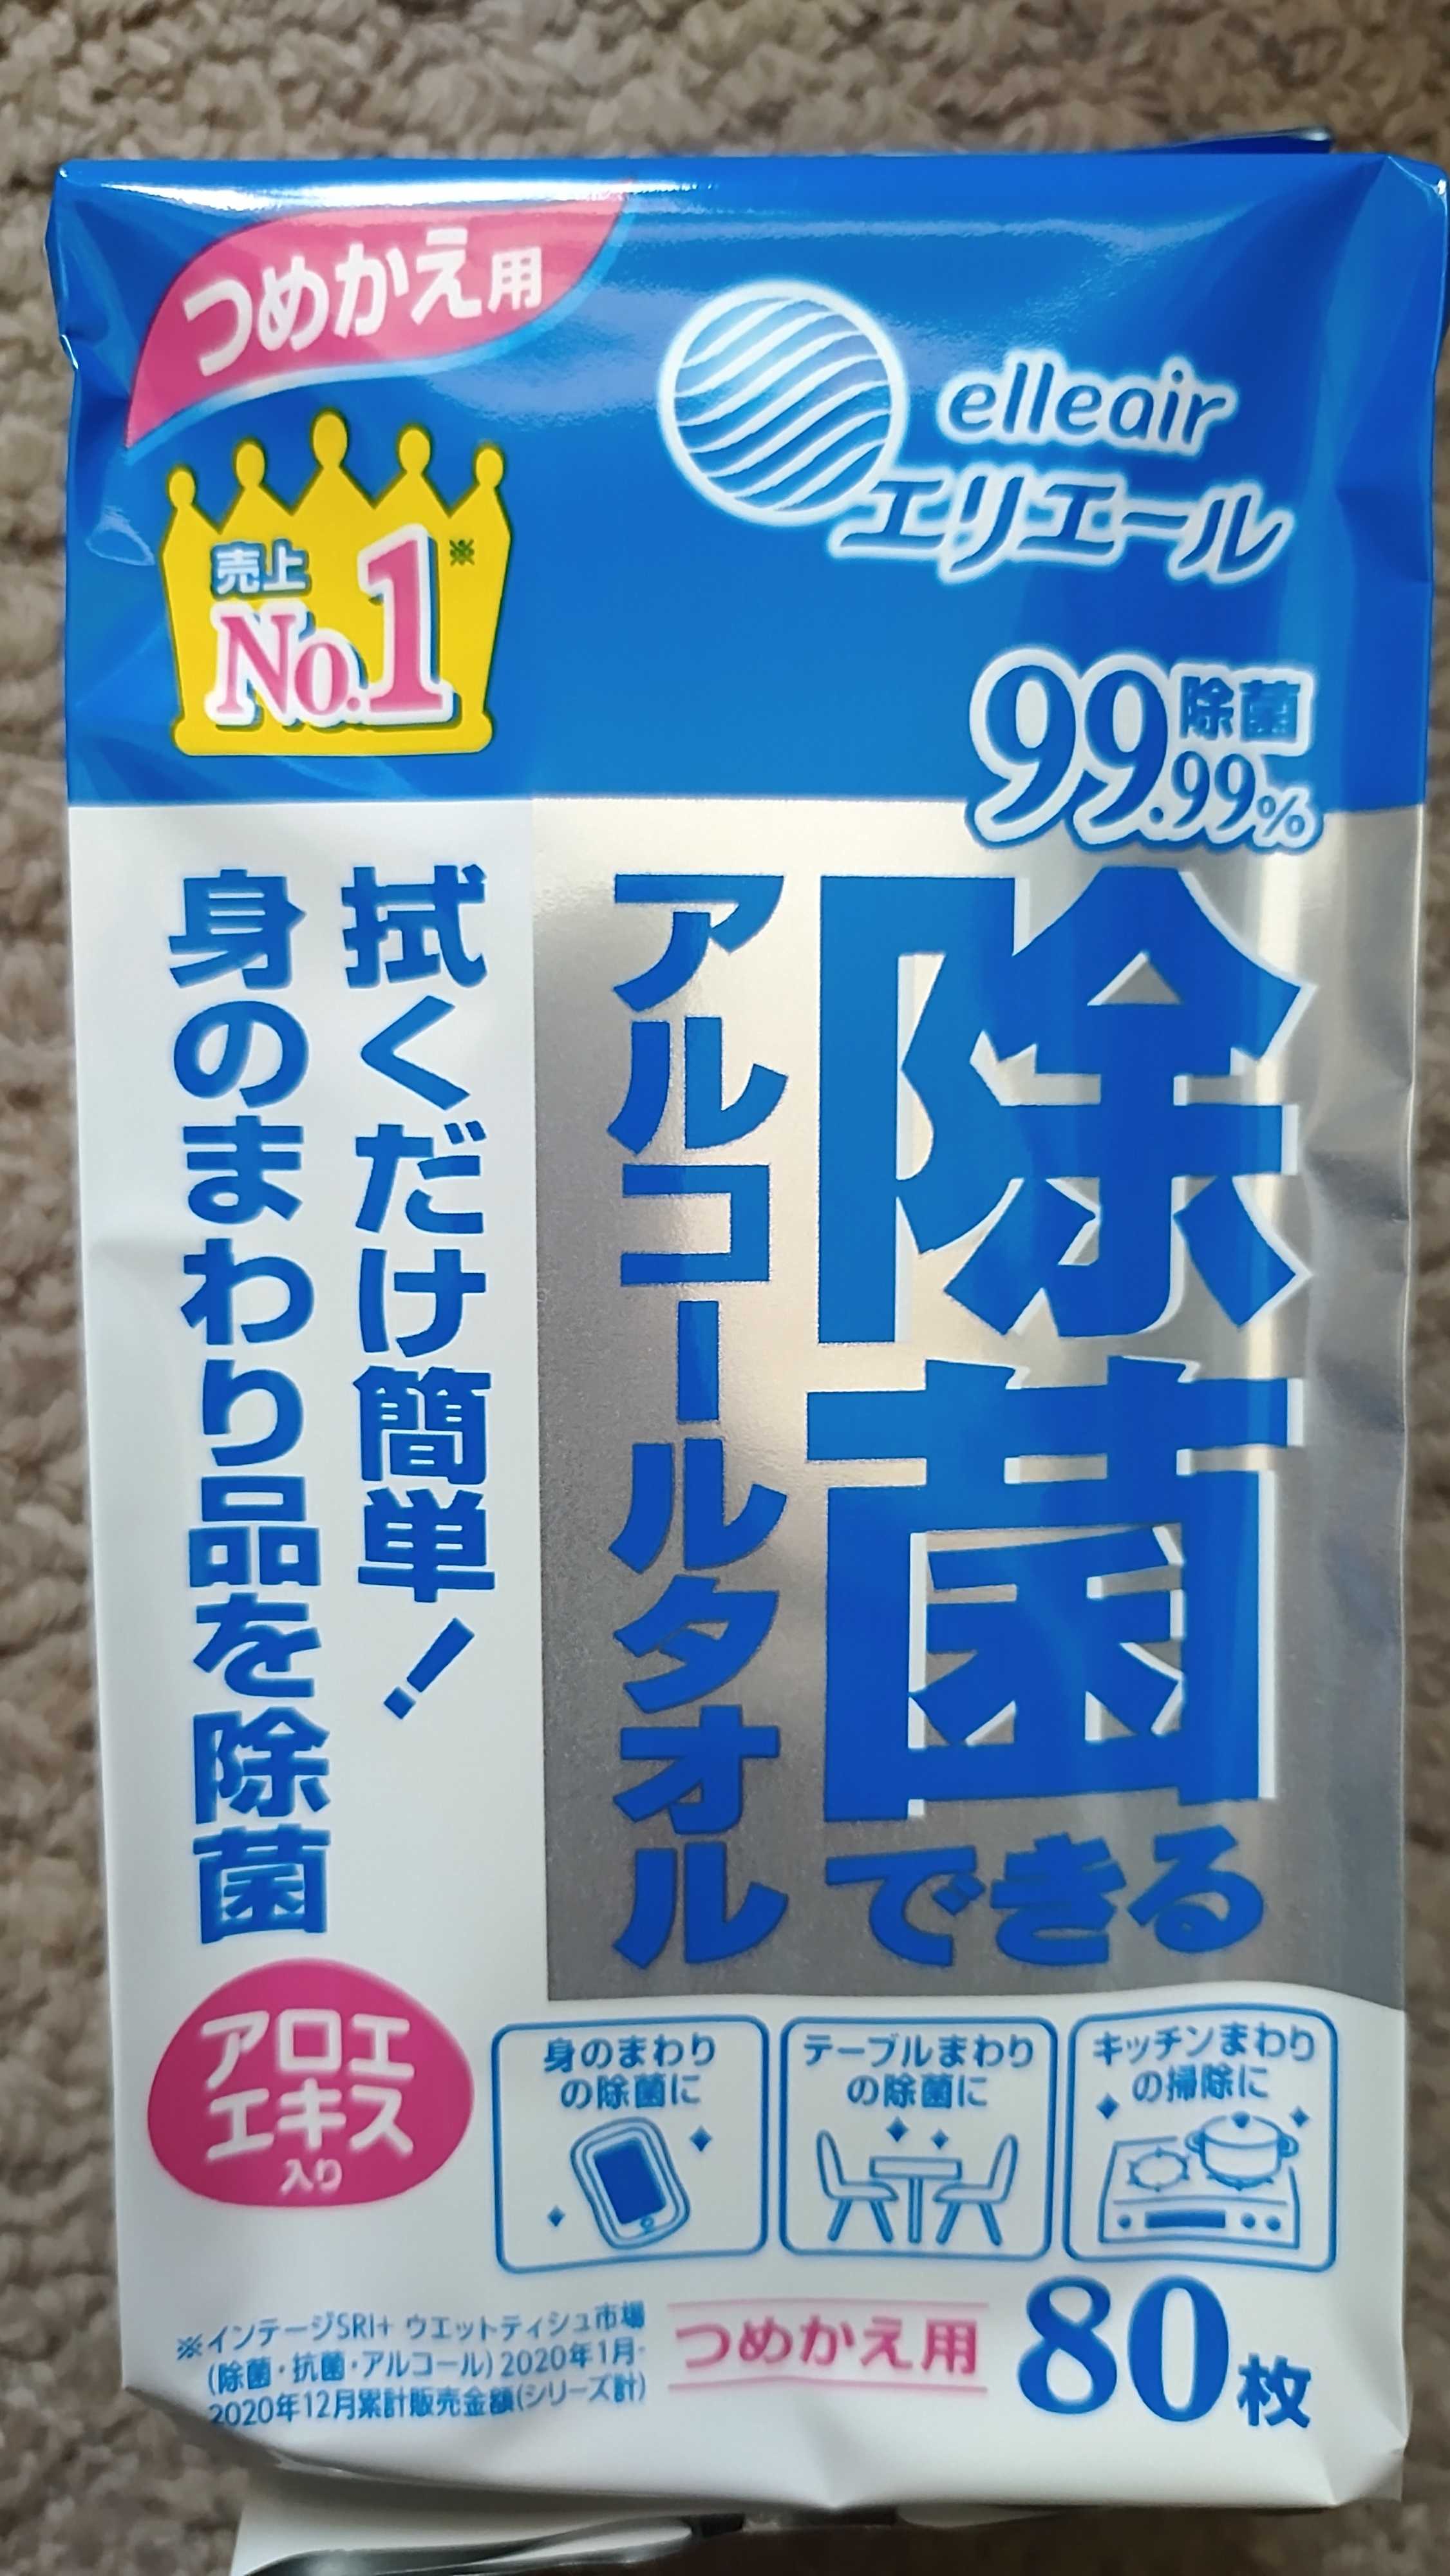 つめかえ用
elleair
エリエール
売上
No.1※
除菌
99.99%
除菌できる
アルコールタオル
拭くだけ簡単!
身のまわり品を除菌
アロエ
エキス
入り
身のまわり
の除菌に
テーブルまわり
の除菌に
キッチンまわり
の掃除に
※インテージSRI+ ウエットティシュ市場
(除菌・抗菌・アルコール)2020年1月-
2020年12月累計販売金額(シリーズ計)
つめかえ用
80枚